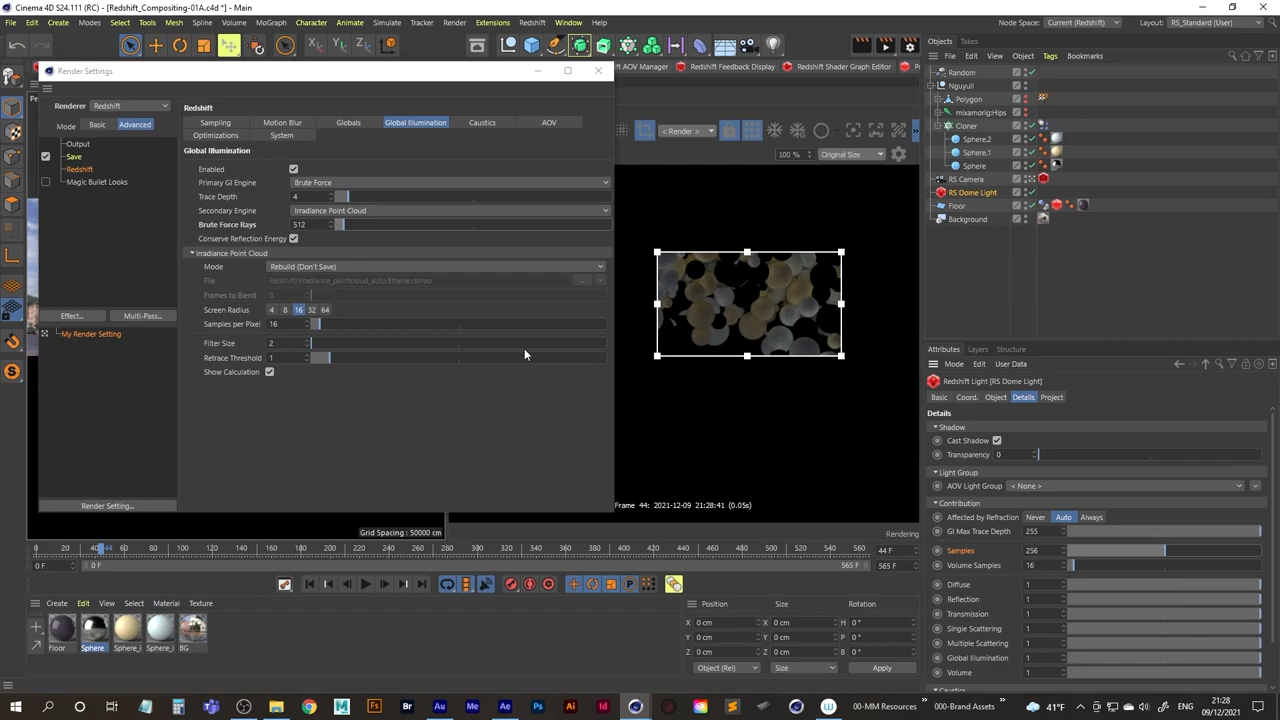 Cinema 4D S24.111 (RC) - [Redshift_Compositing-01A.c4d *] - Main
File Edit Create Modes Select Tools Mesh Spline Volume MoGraph Character Animate Simulate Tracker Render Extensions Redshift Window Help
Node Space: Current (Redshift) Layout: RS_Standard (User)
Objects Takes
File Edit View Object Tags Bookmarks
Random
Nguyull
Polygon
mixamorig:Hips
Cloner
Sphere.2
Sphere.1
Sphere
RS Camera
RS Dome Light
Floor
Background
Redshift AOV Manager Redshift Feedback Display Redshift Shader Graph Editor
Render Settings
Renderer Redshift
Mode Basic Advanced
Output
Save
Redshift
Magic Bullet Looks
Effect... Multi-Pass...
My Render Setting
Render Setting...
Redshift
Sampling Motion Blur Globals Global Illumination Caustics AOV
Optimizations System
Global Illumination
Enabled
Primary GI Engine Brute Force
Trace Depth 4
Secondary Engine Irradiance Point Cloud
Brute Force Rays 512
Conserve Reflection Energy
Irradiance Point Cloud
Mode Rebuild (Don't Save)
File Redshift/irradiance_pointcloud_auto.$frame.rsmap ...
Frames to Blend 0
Screen Radius 4 8 16 32 64
Samples per Pixel 16
Filter Size 2
Retrace Threshold 1
Show Calculation
< Render >
100 % Original Size
Frame 44: 2021-12-09 21:28:41 (0.05s)
Rendering
Grid Spacing : 50000 cm
Attributes Layers Structure
Mode Edit User Data
Redshift Light [RS Dome Light]
Basic Coord. Object Details Project
Details
Shadow
Cast Shadow
Transparency 0
Light Group
AOV Light Group < None >
Contribution
Affected by Refraction Never Auto Always
GI Max Trace Depth 255
Samples 256
Volume Samples 16
Diffuse 1
Reflection 1
Transmission 1
Single Scattering 1
Multiple Scattering 1
Global Illumination 1
Volume 1
Caustics
0 20 40 44 60 80 100 120 140 160 180 200 220 240 260 280 300 320 340 360 380 400 420 440 460 480 500 520 540 560
44 F
0 F 0 F 565 F 565 F
Create Edit View Select Material Texture
Floor Sphere Sphere_i Sphere_i BG
Position Size Rotation
X 0 cm X 0 cm H 0 °
Y 0 cm Y 0 cm P 0 °
Z 0 cm Z 0 cm B 0 °
Object (Rel) Size Apply
00-MM Resources 000-Brand Assets 41°F 21:28
09/12/2021